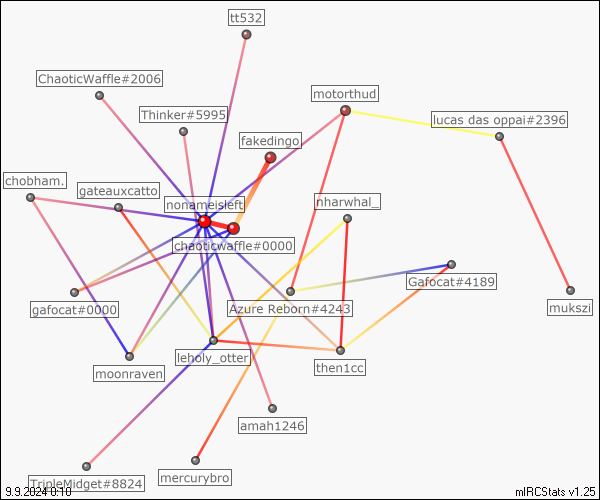 tt532
ChaoticWaffle#2006
motorthud
Thinker#5995
lucas das oppai#2396
fakedingo
chobham.
gateauxcatto
nonameisleft
nharwhal_
chaoticwaffle#0000
Gafocat#4189
gafocat#0000
Azure Reborn#4243
mukszi
leholy_otter
moonraven
then1cc
amah1246
TripleMidget#8824
mercurybro
9.9.2024 0:10
mIRCStats v1.25